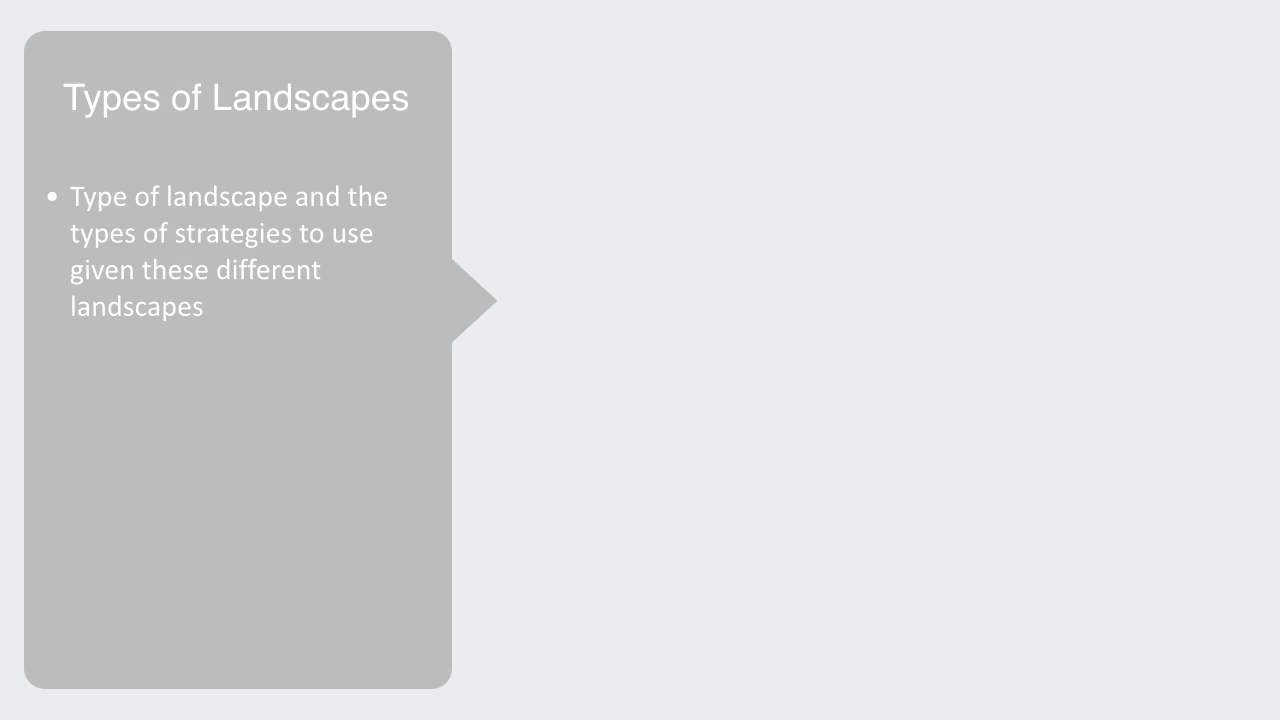 Types of Landscapes
• Type of landscape and the
types of strategies to use
given these different
landscapes